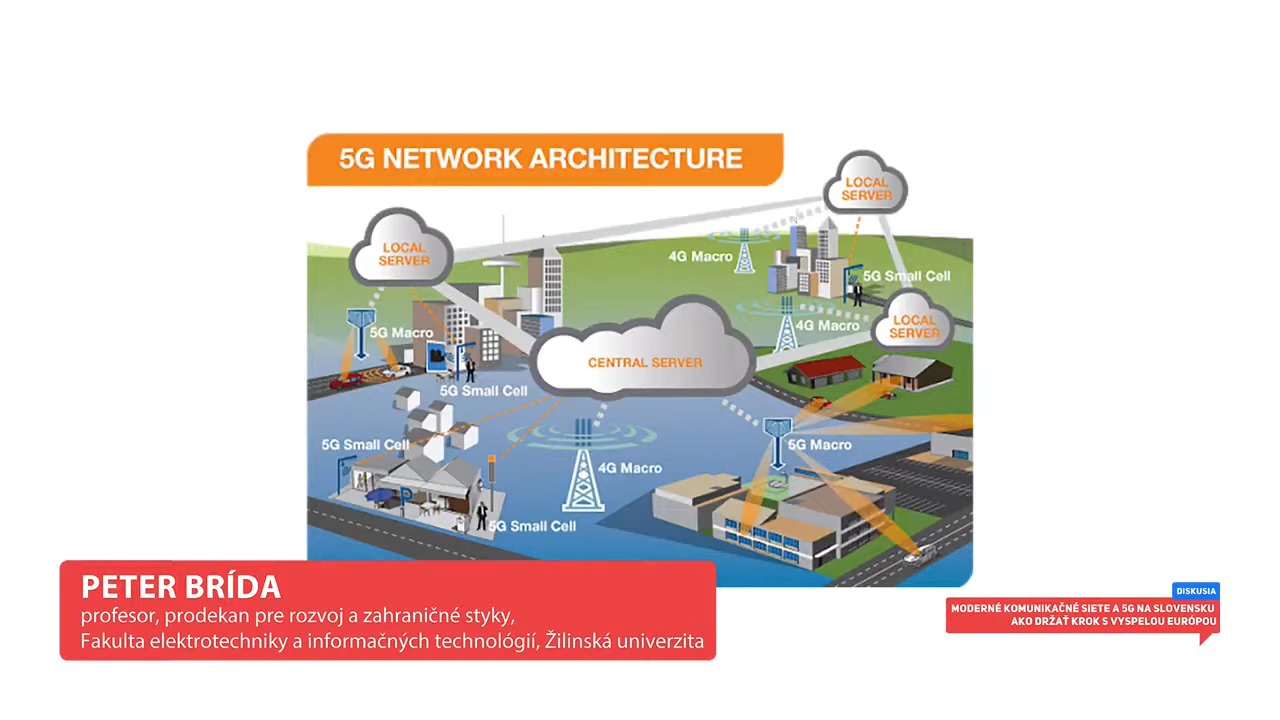 5G NETWORK ARCHITECTURE
LOCAL
SERVER
LOCAL
SERVER
4G Macro
5G Small Cell
5G Macro
4G Macro
LOCAL
SERVER
CENTRAL SERVER
5G Small Cell
5G Small Cell
5G Macro
4G Macro
5G Small Cell
PETER BRÍDA
profesor, prodekan pre rozvoj a zahraničné styky,
Fakulta elektrotechniky a informačných technológií, Žilinská univerzita
DISKUSIA
MODERNÉ KOMUNIKAČNÉ SIETE A 5G NA SLOVENSKU
AKO DRŽAŤ KROK S VYSPELOU EURÓPOU